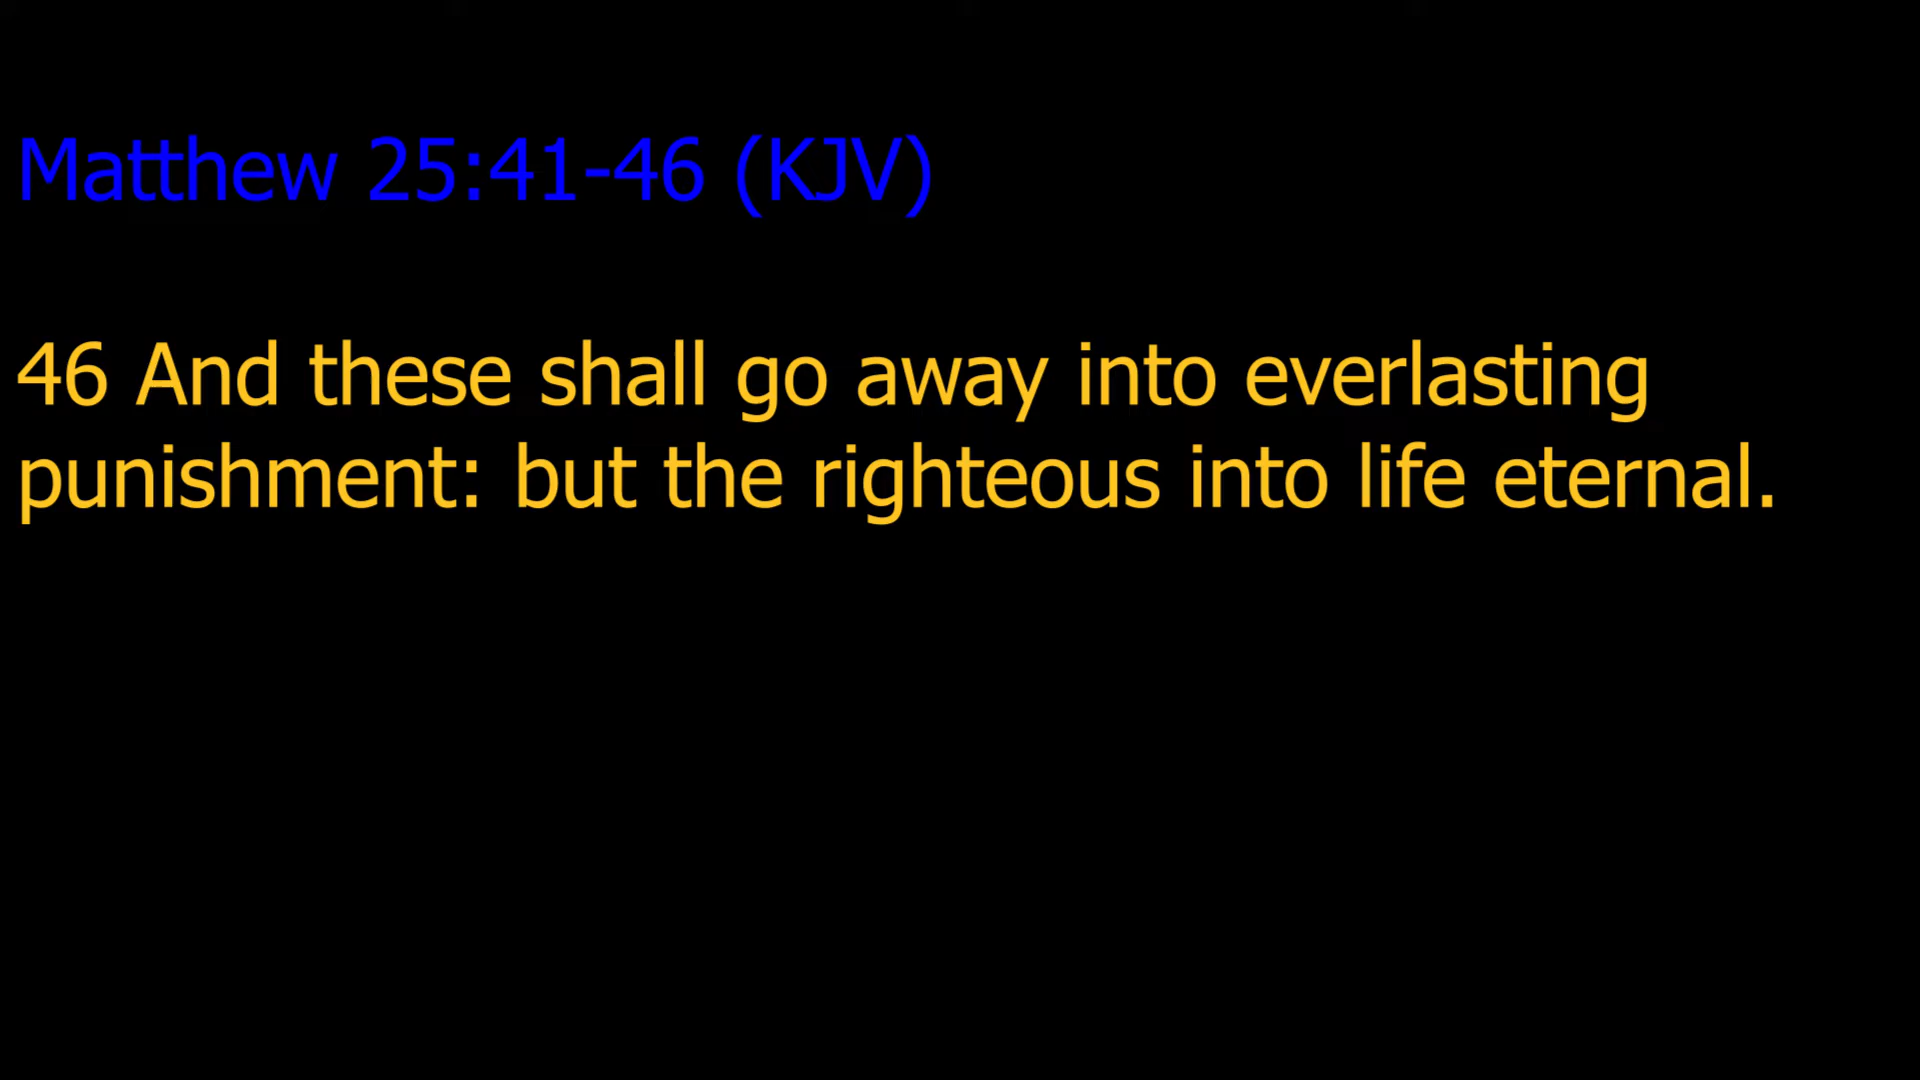 Matthew 25:41-46 (KJV)
46 And these shall go away into everlasting
punishment: but the righteous into life eternal.